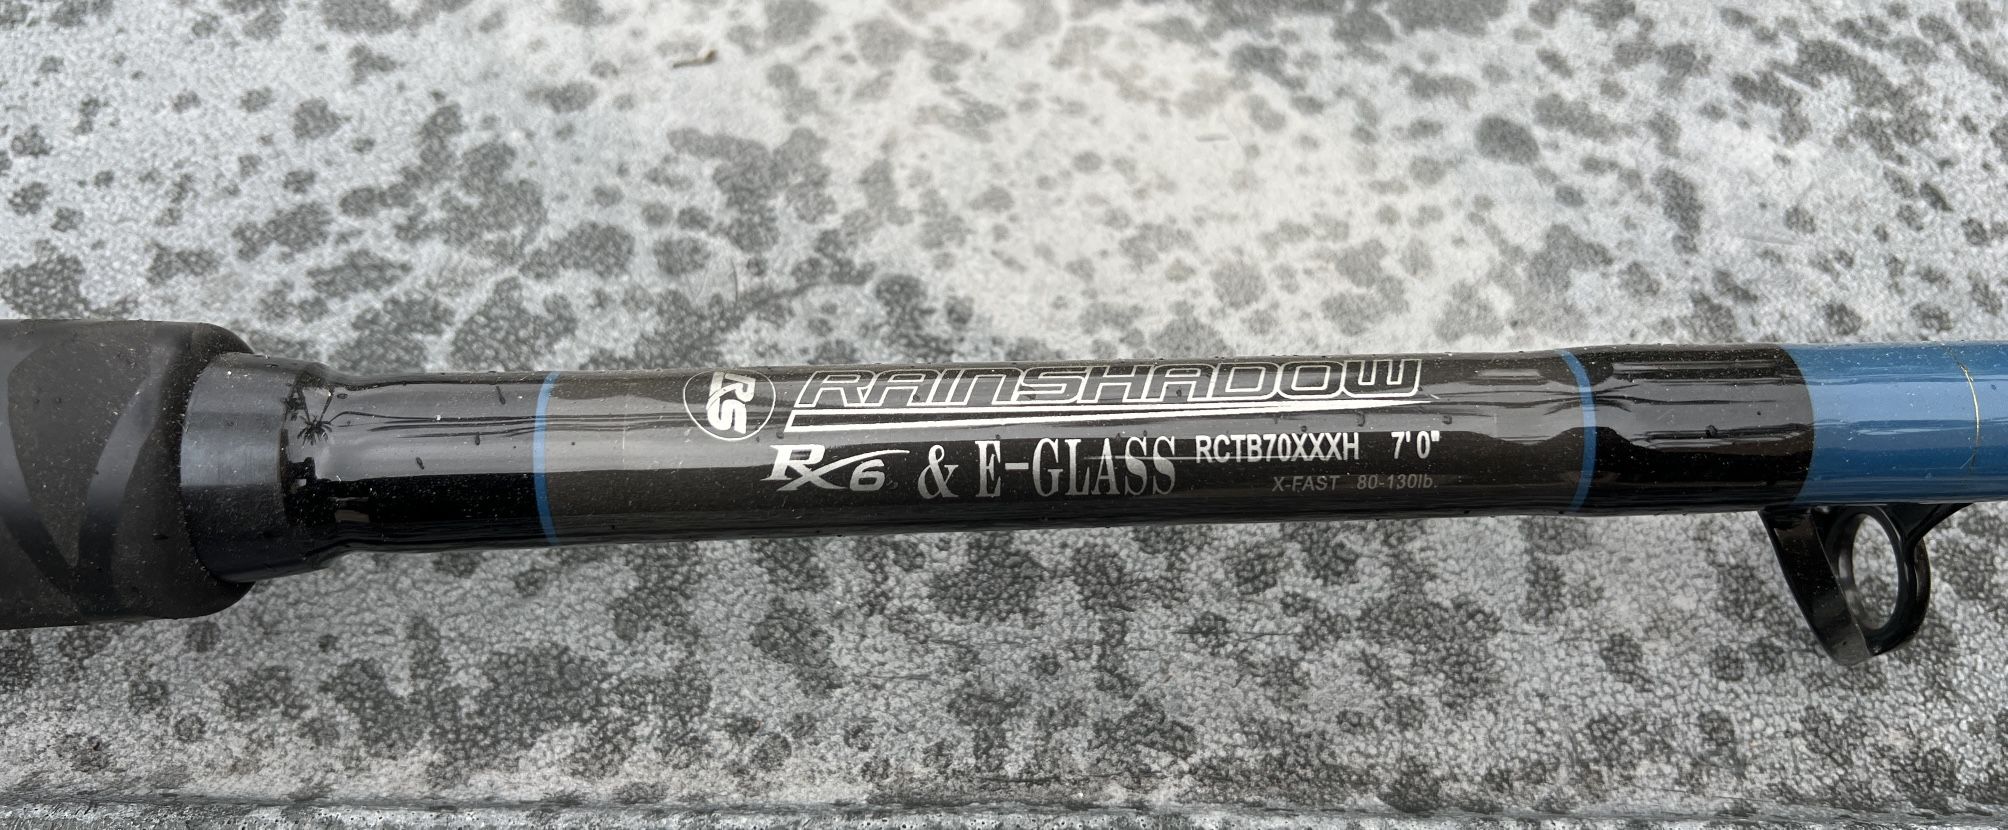 RS RAINSHADOW
RX6 & E-GLASS RCTB70XXXH 7' 0"
X-FAST 80-130lb.